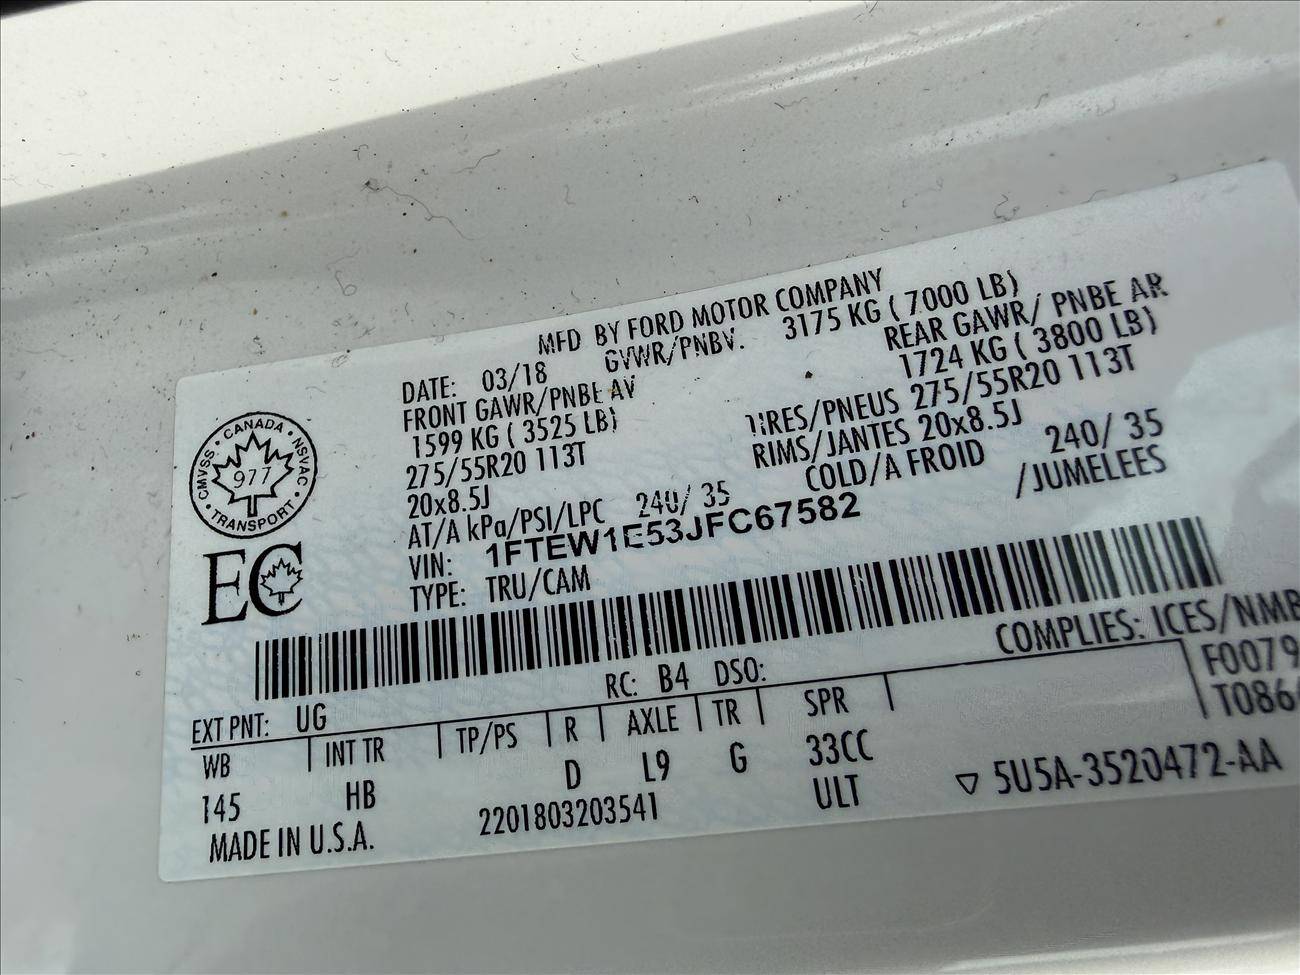 MFD BY FORD MOTOR COMPANY
DATE: 03/18 GVWR/PNBV. 3175 KG ( 7000 LB)
FRONT GAWR/PNBE AV REAR GAWR/ PNBE AR
1599 KG ( 3525 LB) 1724 KG ( 3800 LB)
275/55R20 113T TIRES/PNEUS 275/55R20 113T
20x8.5J RIMS/JANTES 20x8.5J
AT/A kPa/PSI/LPC 240/ 35 COLD/A FROID 240/ 35
VIN: 1FTEW1E53JFC67582 /JUMELEES
TYPE: TRU/CAM
CMVSS · CANADA · NSVAC · TRANSPORT ·
977
EC
COMPLIES: ICES/NMB
RC: B4 DSO: F0079
EXT PNT: UG T086
WB INT TR TP/PS R AXLE TR SPR
145 HB D L9 G 33CC
MADE IN U.S.A. 2201803203541 ULT 5U5A-3520472-AA